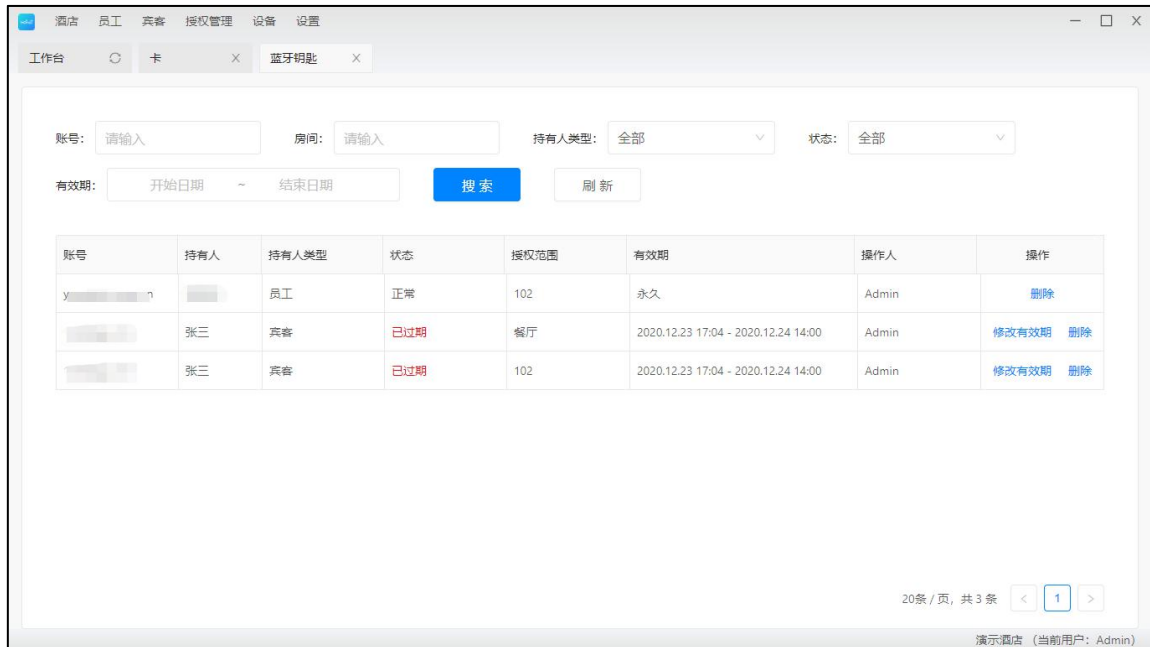 酒店 员工 宾客 授权管理 设备 设置
工作台 卡 蓝牙钥匙
账号: 请输入 房间: 请输入 持有人类型: 全部 状态: 全部
有效期: 开始日期 ~ 结束日期 搜索 刷新
账号 持有人 持有人类型 状态 授权范围 有效期 操作人 操作
员工 正常 102 永久 Admin 删除
张三 宾客 已过期 餐厅 2020.12.23 17:04 - 2020.12.24 14:00 Admin 修改有效期 删除
张三 宾客 已过期 102 2020.12.23 17:04 - 2020.12.24 14:00 Admin 修改有效期 删除
20条 / 页, 共 3 条 < 1 >
演示酒店 (当前用户: Admin)